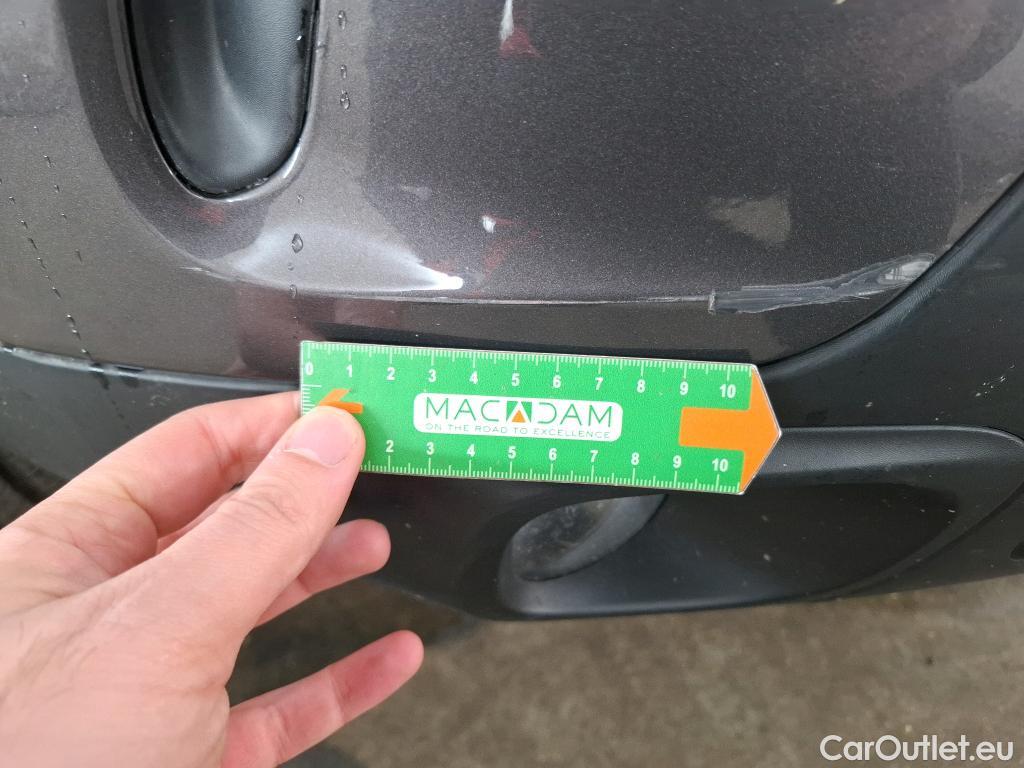 0 1 2 3 4 5 6 7 8 9 10
MACADAM
ON THE ROAD TO EXCELLENCE
2 3 4 5 6 7 8 9 10
CarOutlet.eu